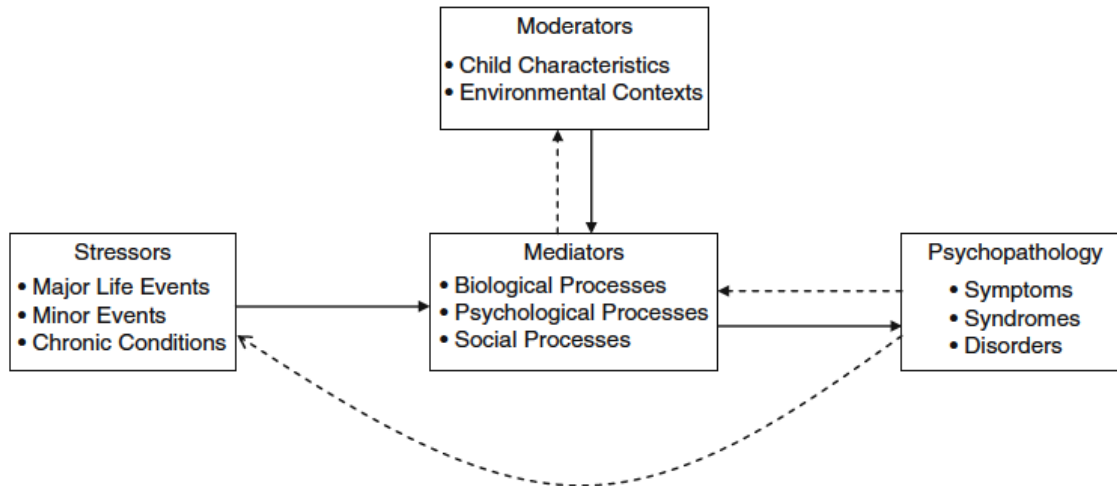 Moderators
• Child Characteristics
• Environmental Contexts
Stressors
• Major Life Events
• Minor Events
• Chronic Conditions
Mediators
• Biological Processes
• Psychological Processes
• Social Processes
Psychopathology
• Symptoms
• Syndromes
• Disorders